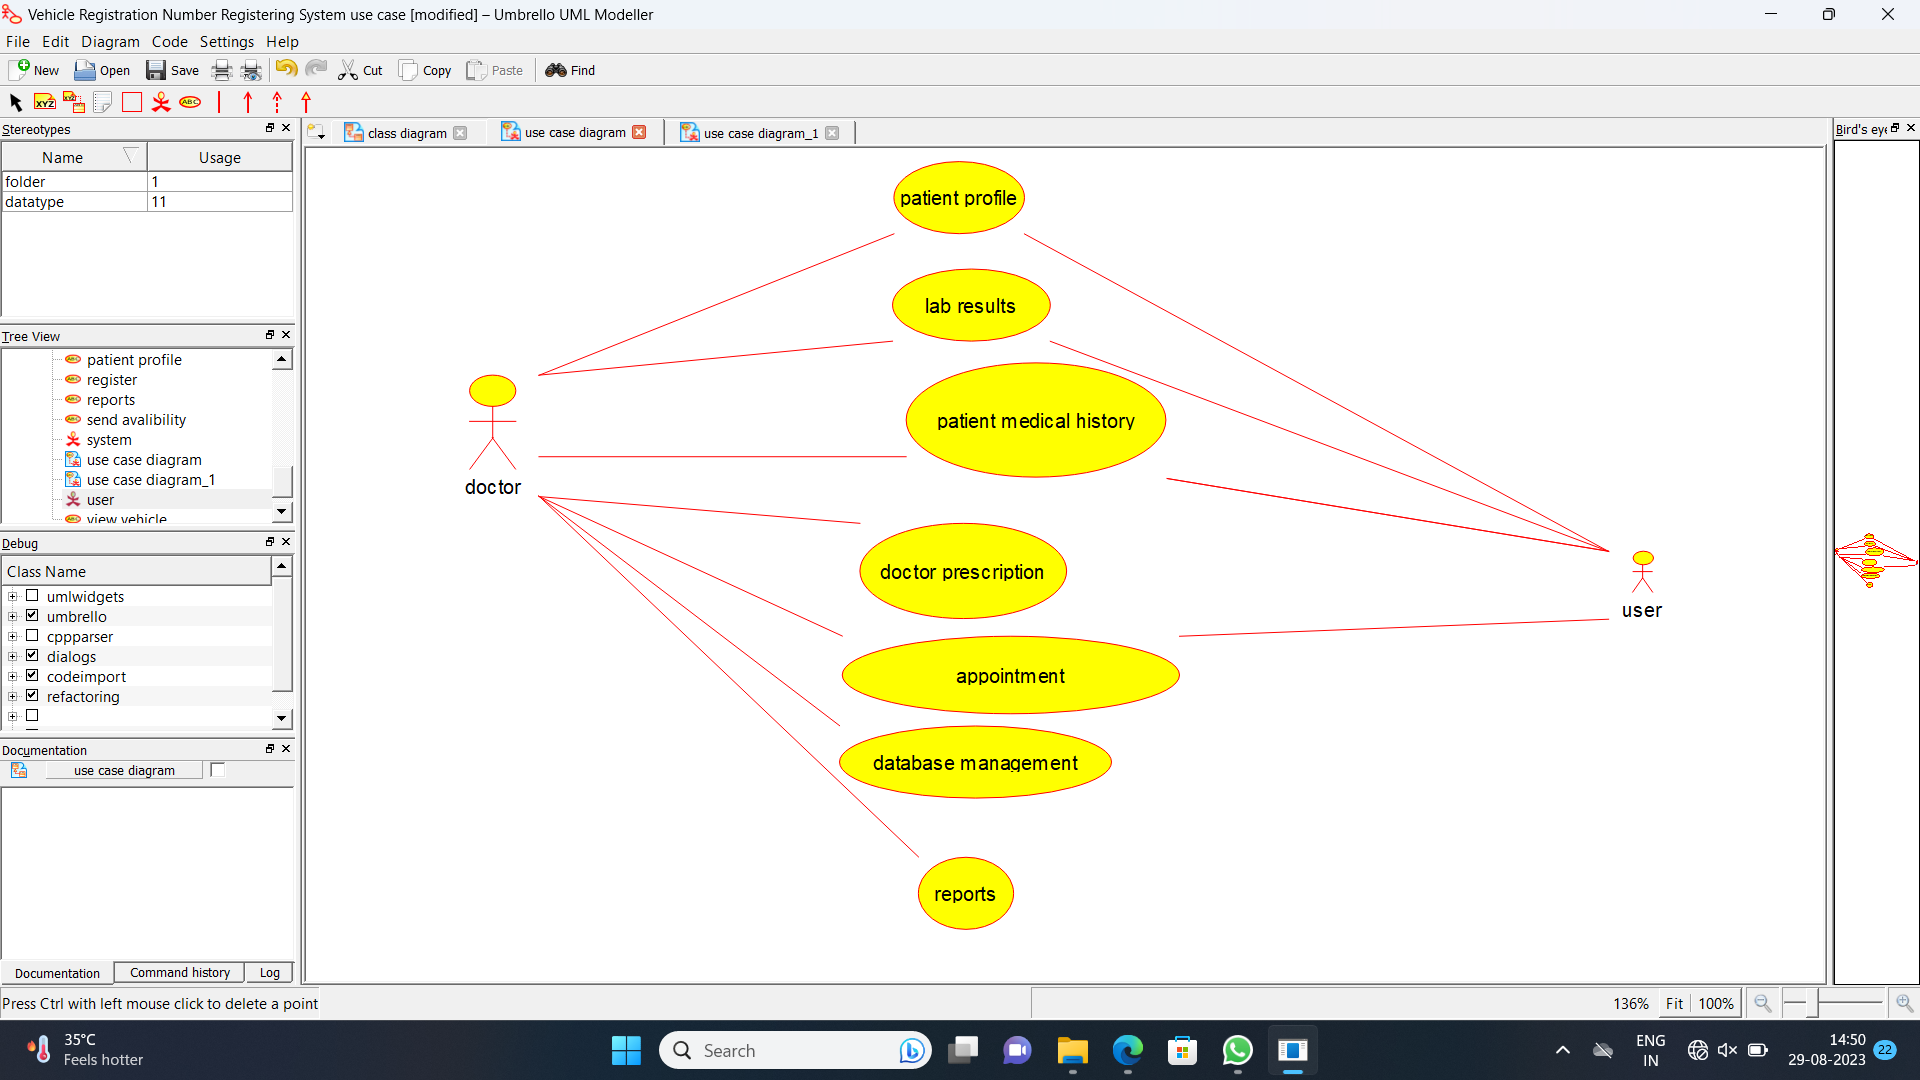 Vehicle Registration Number Registering System use case [modified] – Umbrello UML Modeller
File Edit Diagram Code Settings Help
New Open Save Cut Copy Paste Find
XYZ XYZ ABC
Stereotypes
Name Usage
folder 1
datatype 11
Tree View
patient profile
register
reports
send avalibility
system
use case diagram
use case diagram_1
user
view vehicle
Debug
Class Name
umlwidgets
umbrello
cppparser
dialogs
codeimport
refactoring
Documentation
use case diagram
Documentation Command history Log
class diagram use case diagram use case diagram_1
patient profile
lab results
patient medical history
doctor
doctor prescription
user
appointment
database management
reports
Bird's eye
Press Ctrl with left mouse click to delete a point
136% Fit 100%
35°C
Feels hotter
Search
ENG
IN
14:50
29-08-2023
22